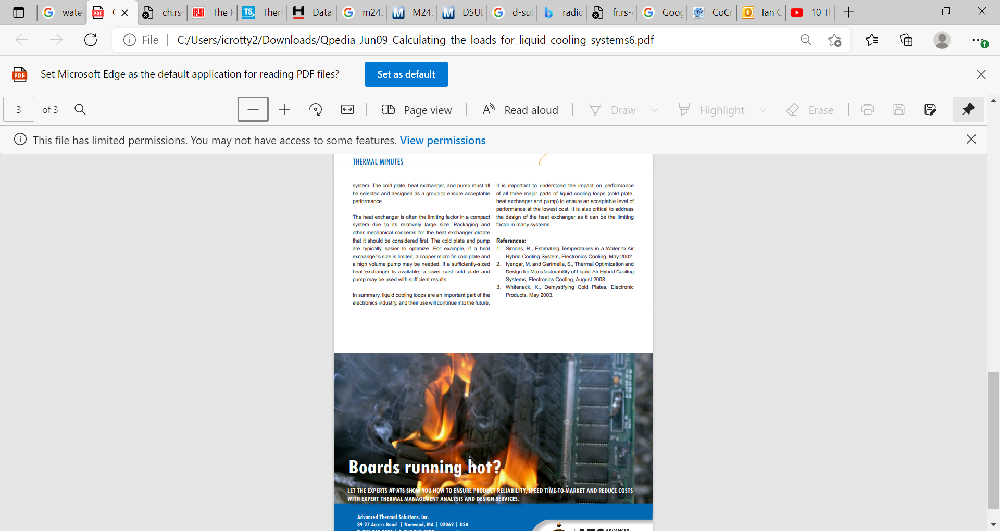 wate
ch.rs-
The F
TS.
Ther
Data
m24
M
M24
M
DSU
d-su
radio
fr.rs-
Goog
CoC
Ian C
10 T
File
C:/Users/icrotty2/Downloads/Qpedia_Jun09_Calculating_the_loads_for_liquid_cooling_systems6.pdf
PDF
Set Microsoft Edge as the default application for reading PDF files?
Set as default
3 of 3
Page view
Read aloud
Draw
Highlight
Erase
This file has limited permissions. You may not have access to some features. View permissions
THERMAL MINUTES
system. The cold plate, heat exchanger, and pump must all
be selected and designed as a group to ensure acceptable
performance.
The heat exchanger is often the limiting factor in a compact
system due to its relatively large size. Packaging and
other mechanical concerns for the heat exchanger dictate
that it should be considered first. The cold plate and pump
are typically easier to optimize. For example, if a heat
exchanger's size is limited, a copper micro fin cold plate and
a high volume pump may be needed. If a sufficiently-sized
heat exchanger is available, a lower cost cold plate and
pump may be used with sufficient results.
In summary, liquid cooling loops are an important part of the
electronics industry, and their use will continue into the future.
It is important to understand the impact on performance
of all three major parts of liquid cooling loops (cold plate,
heat exchanger and pump) to ensure an acceptable level of
performance at the lowest cost. It is also critical to address
the design of the heat exchanger as it can be the limiting
factor in many systems.
References:
1. Simons, R., Estimating Temperatures in a Water-to-Air
Hybrid Cooling System, Electronics Cooling, May 2002.
2. Iyengar, M. and Garimella, S., Thermal Optimization and
Design for Manufacturability of Liquid-Air Hybrid Cooling
Systems, Electronics Cooling, August 2008.
3. Whitenack, K., Demystifying Cold Plates, Electronic
Products, May 2003.
Boards running hot?
LET THE EXPERTS AT ATS SHOW YOU HOW TO ENSURE PRODUCT RELIABILITY, SPEED TIME-TO-MARKET AND REDUCE COSTS
WITH EXPERT THERMAL MANAGEMENT ANALYSIS AND DESIGN SERVICES.
Advanced Thermal Solutions, Inc.
89-27 Access Road | Norwood, MA | 02062 | USA